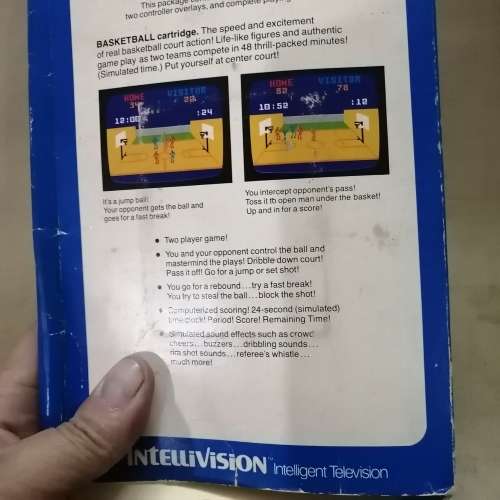 This package
two controller overlays, and complete
BASKETBALL cartridge. The speed and excitement
of real basketball court action! Life-like figures and authentic
game play as two teams compete in 48 thrill-packed minutes!
(Simulated time.) Put yourself at center court!
HOME VISITOR
22
12:00 :24
HOME VISITOR
82 78
10:52 :12
It's a jump ball!
Your opponent gets the ball and
goes for a fast break!
You intercept opponent's pass!
Toss it to open man under the basket!
Up and in for a score!
• Two player game!
• You and your opponent control the ball and
mastermind the plays! Dribble down court!
Pass it off! Go for a jump or set shot!
• You go for a rebound...try a fast break!
You try to steal the ball...block the shot!
• Computerized scoring! 24-second (simulated)
time clock! Period! Score! Remaining Time!
• Simulated sound effects such as crowd
cheers...buzzers...dribbling sounds...
rim shot sounds...referee's whistle...
much more!
INTELLIVISION™ Intelligent Television